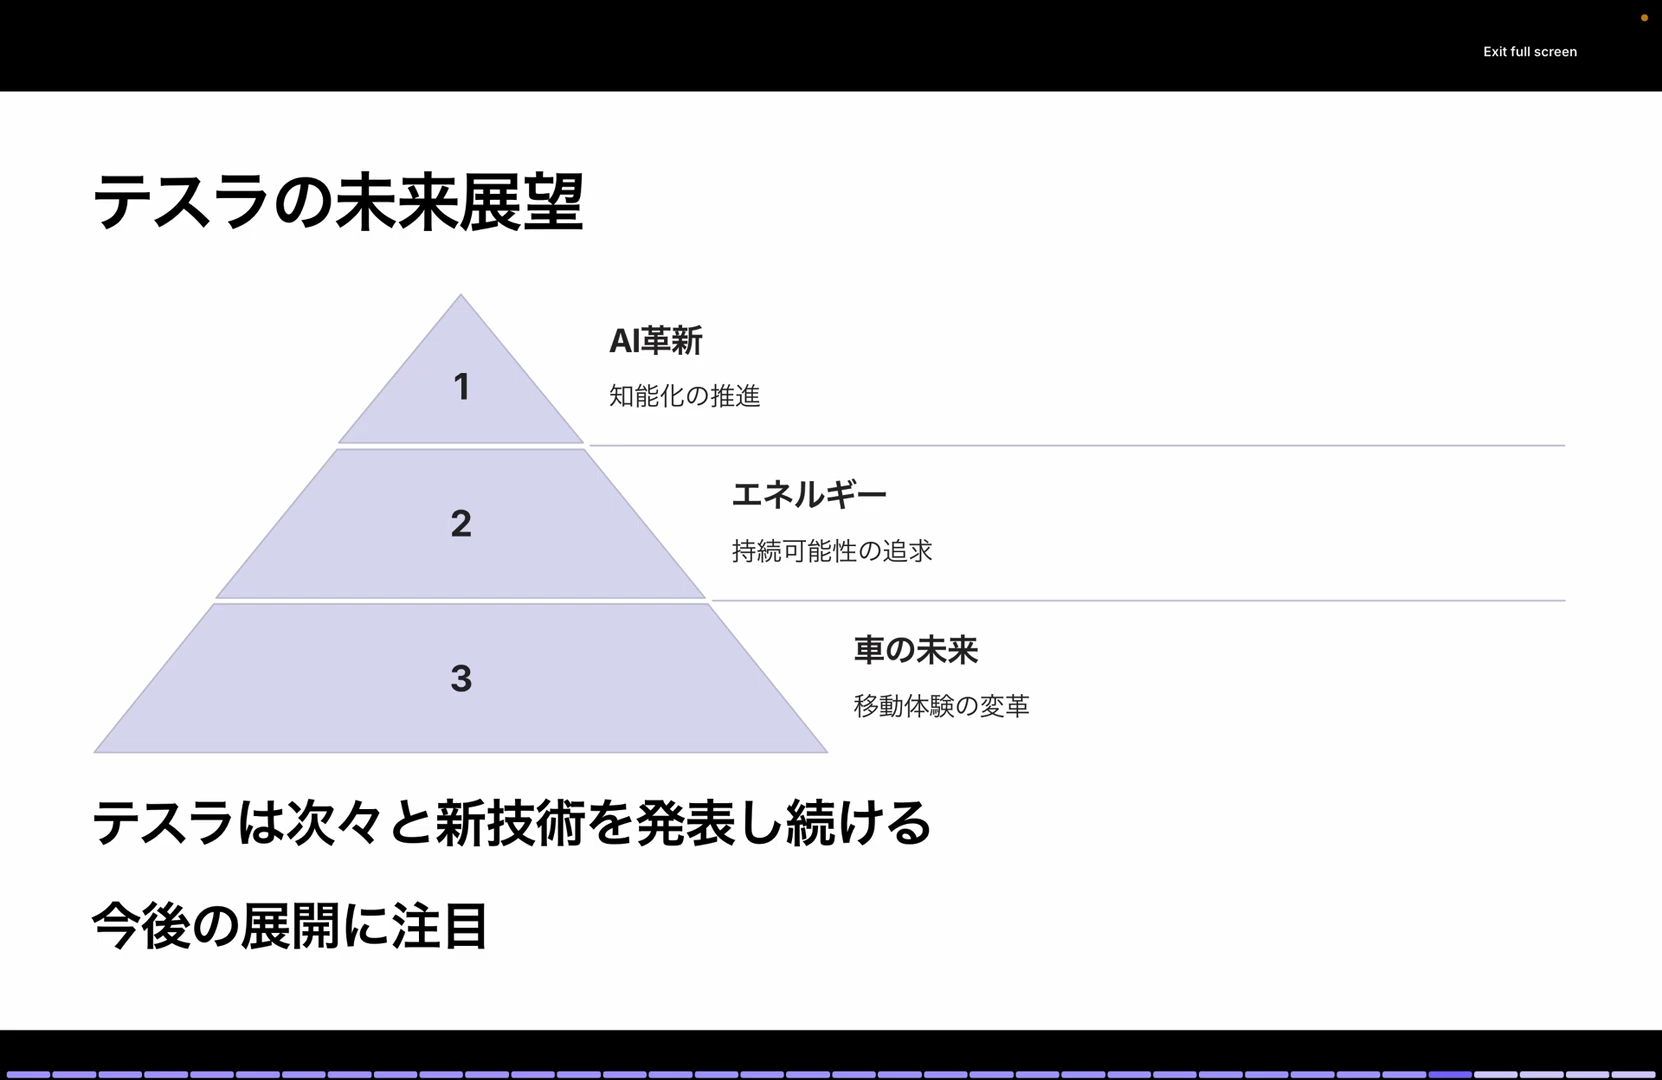 Exit full screen
テスラの未来展望
1
AI革新
知能化の推進
2
エネルギー
持続可能性の追求
3
車の未来
移動体験の変革
テスラは次々と新技術を発表し続ける
今後の展開に注目